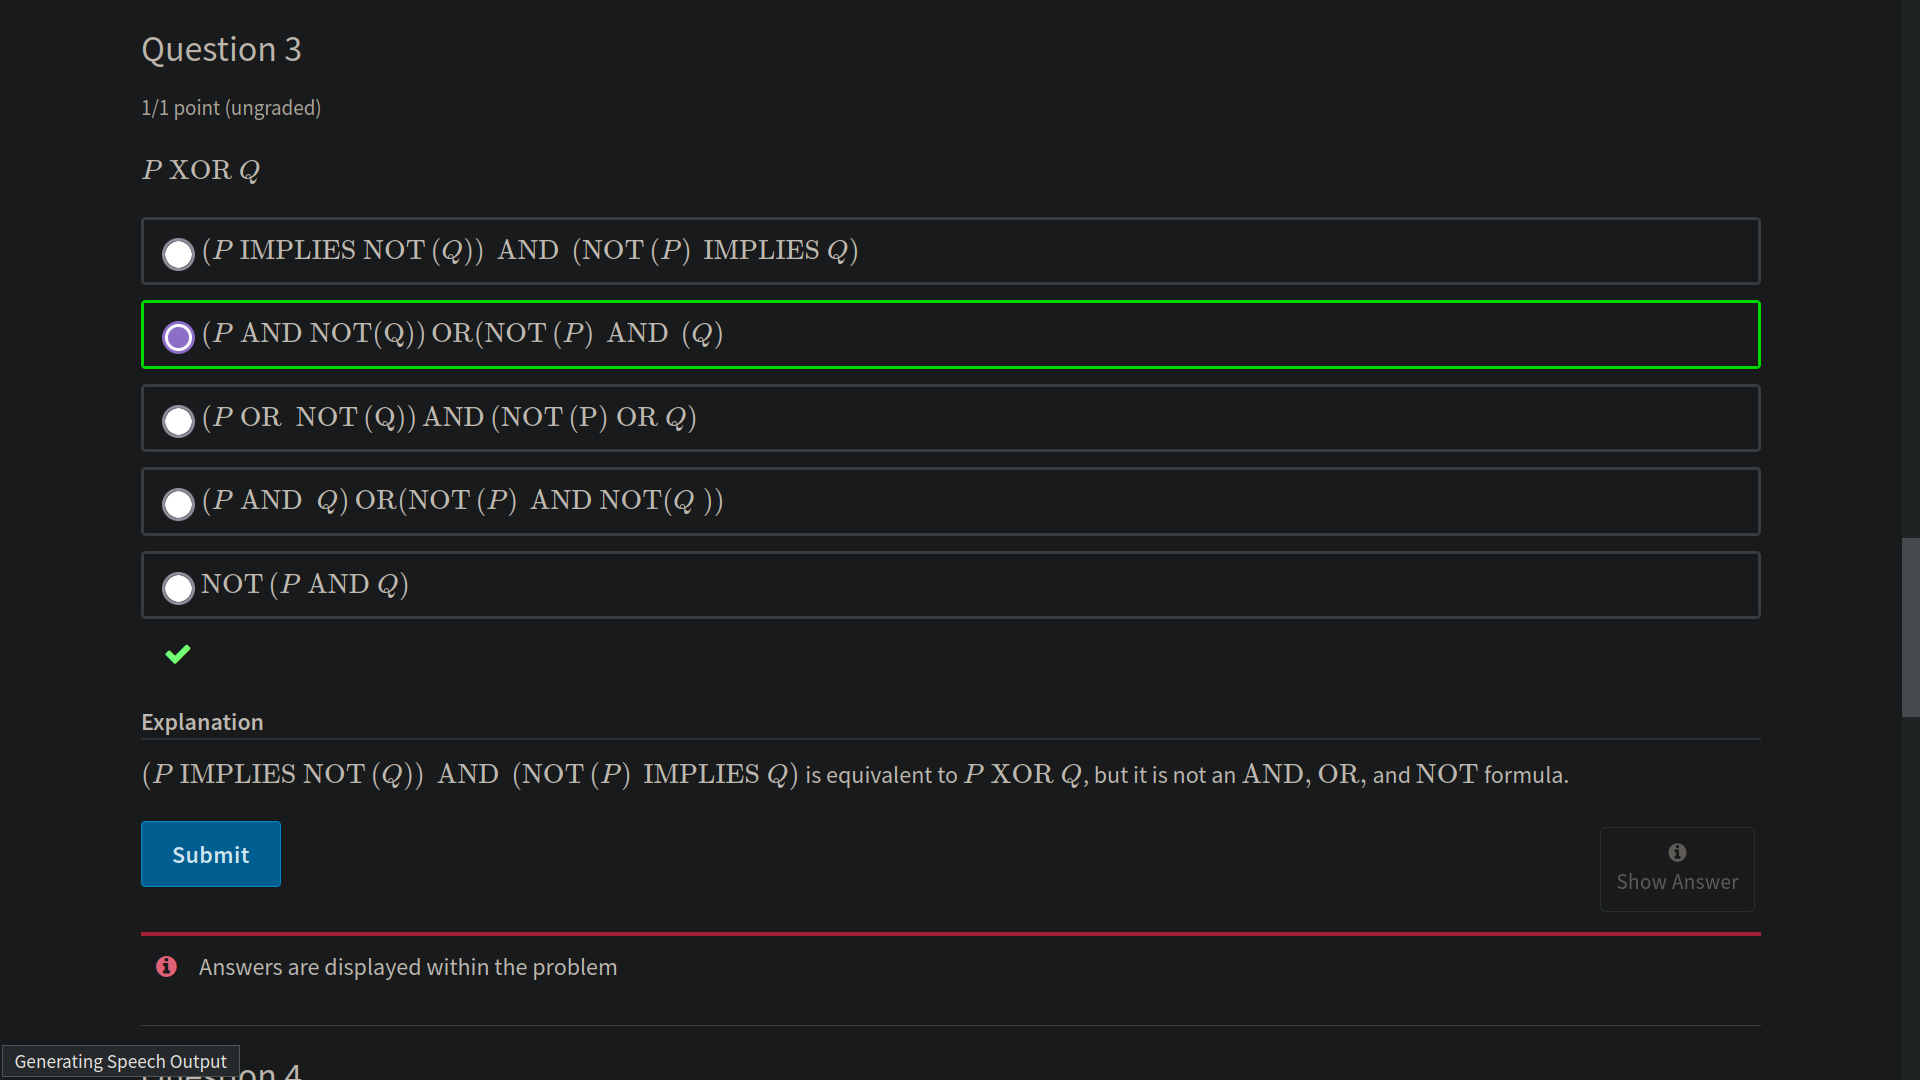 Question 3
1/1 point (ungraded)
P XOR Q
(P IMPLIES NOT (Q)) AND (NOT (P) IMPLIES Q)
(P AND NOT(Q)) OR(NOT (P) AND (Q)
(P OR NOT (Q)) AND (NOT (P) OR Q)
(P AND Q) OR(NOT (P) AND NOT(Q ))
NOT (P AND Q)
Explanation
(P IMPLIES NOT (Q)) AND (NOT (P) IMPLIES Q) is equivalent to P XOR Q, but it is not an AND, OR, and NOT formula.
Submit
Show Answer
Answers are displayed within the problem
Generating Speech Output
Question 4